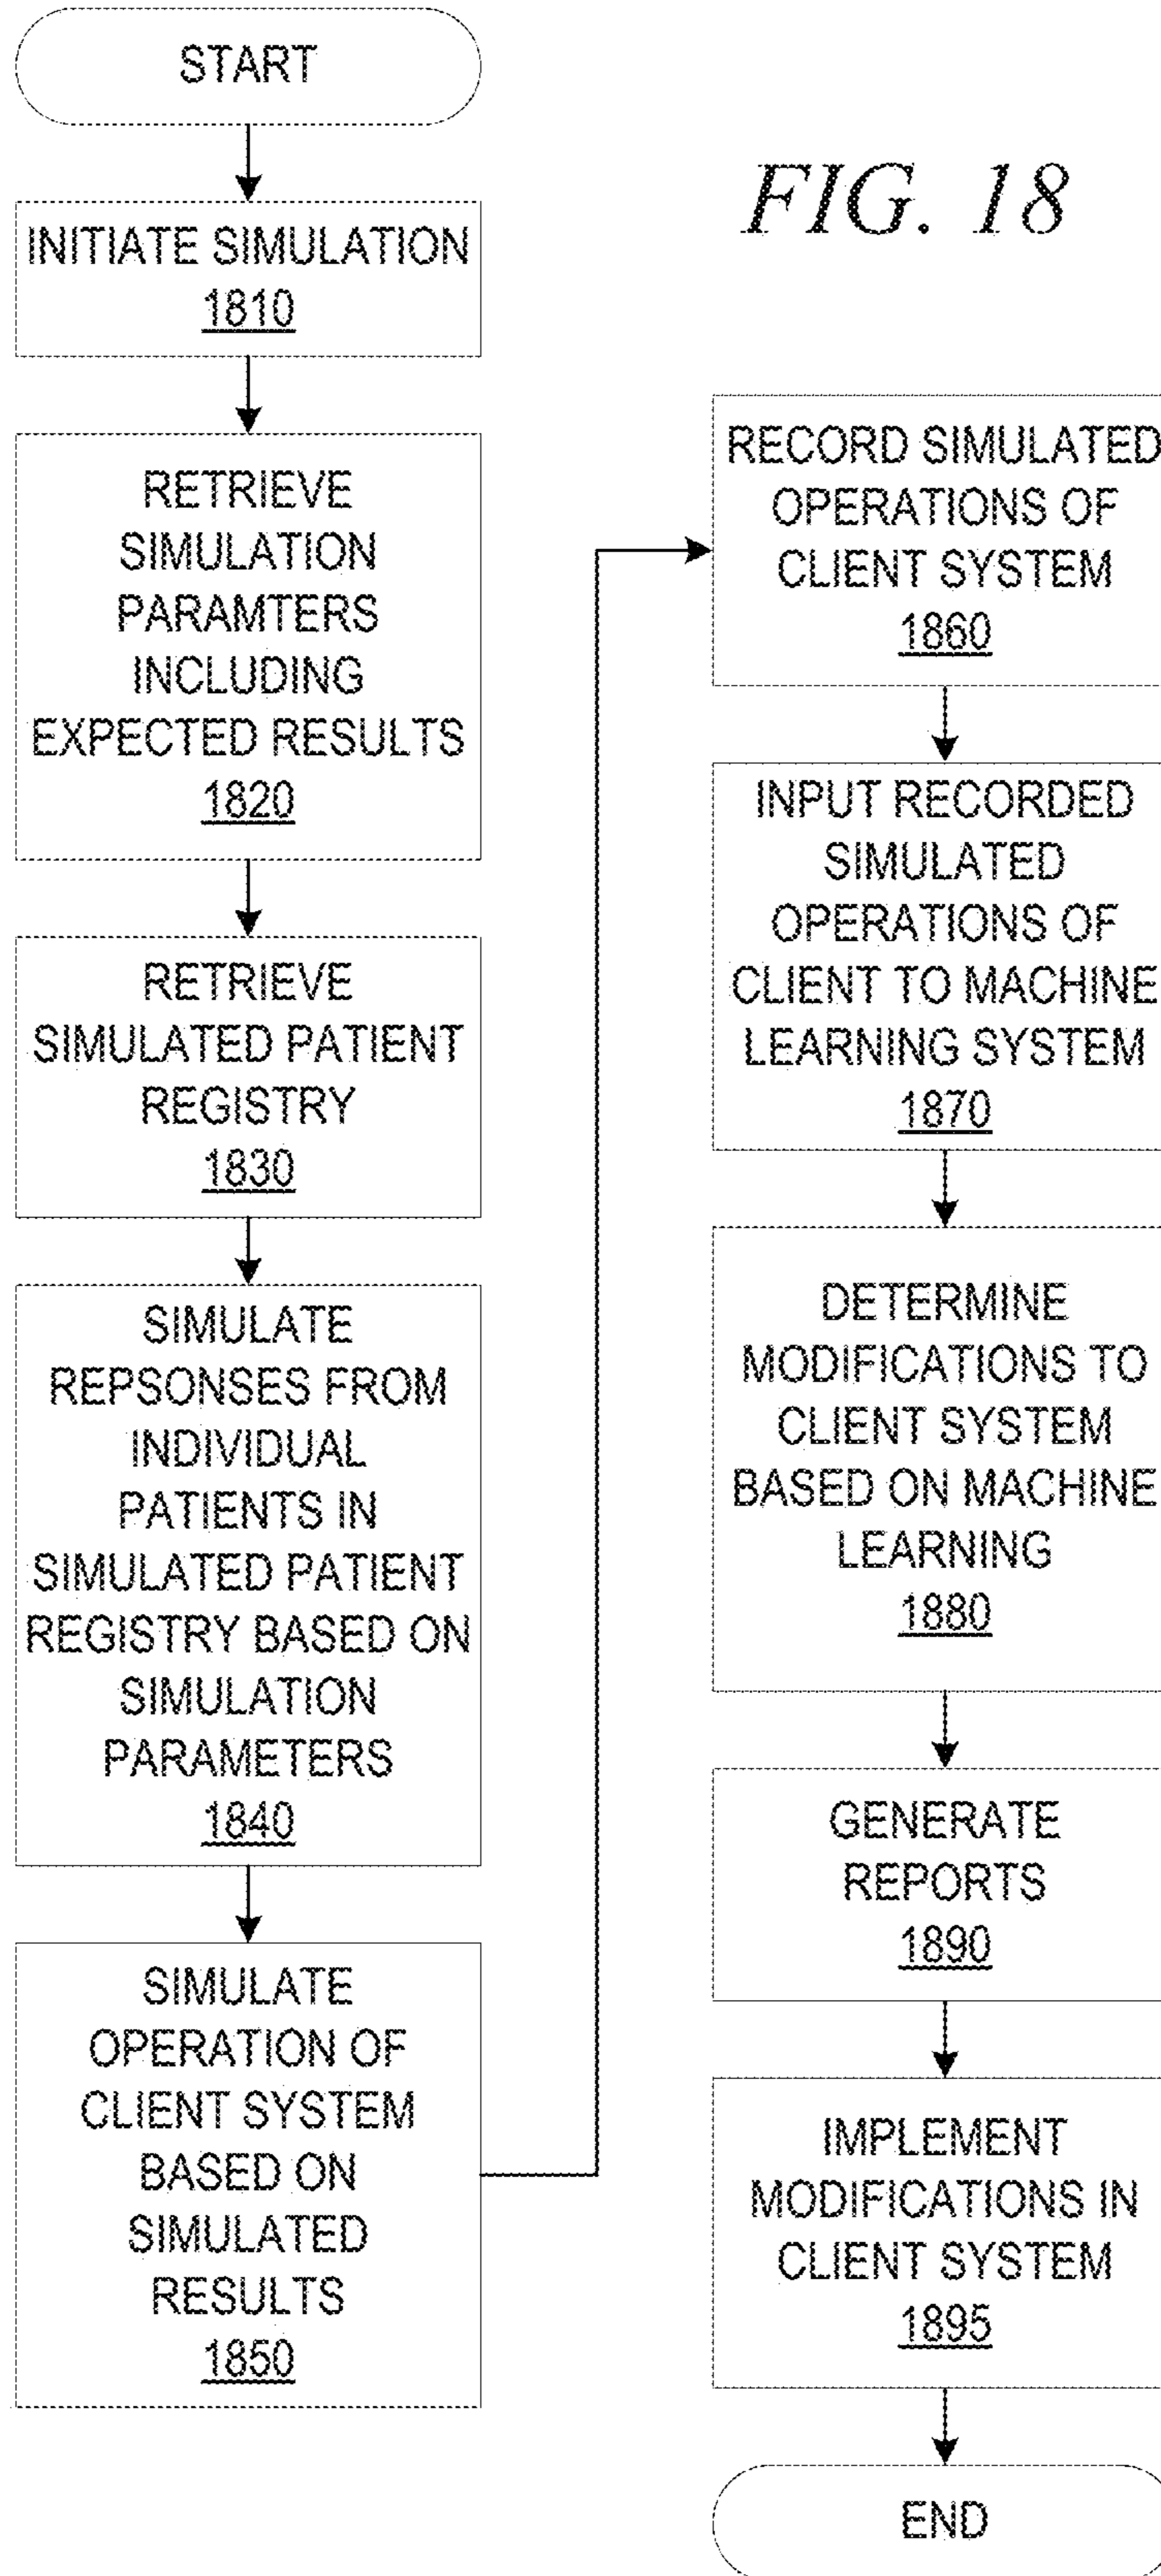 START
FIG. 18
INITIATE SIMULATION
1810
RETRIEVE
SIMULATION
PARAMTERS
INCLUDING
EXPECTED RESULTS
1820
RETRIEVE
SIMULATED PATIENT
REGISTRY
1830
SIMULATE
REPSONSES FROM
INDIVIDUAL
PATIENTS IN
SIMULATED PATIENT
REGISTRY BASED ON
SIMULATION
PARAMETERS
1840
SIMULATE
OPERATION OF
CLIENT SYSTEM
BASED ON
SIMULATED
RESULTS
1850
RECORD SIMULATED
OPERATIONS OF
CLIENT SYSTEM
1860
INPUT RECORDED
SIMULATED
OPERATIONS OF
CLIENT TO MACHINE
LEARNING SYSTEM
1870
DETERMINE
MODIFICATIONS TO
CLIENT SYSTEM
BASED ON MACHINE
LEARNING
1880
GENERATE
REPORTS
1890
IMPLEMENT
MODIFICATIONS IN
CLIENT SYSTEM
1895
END